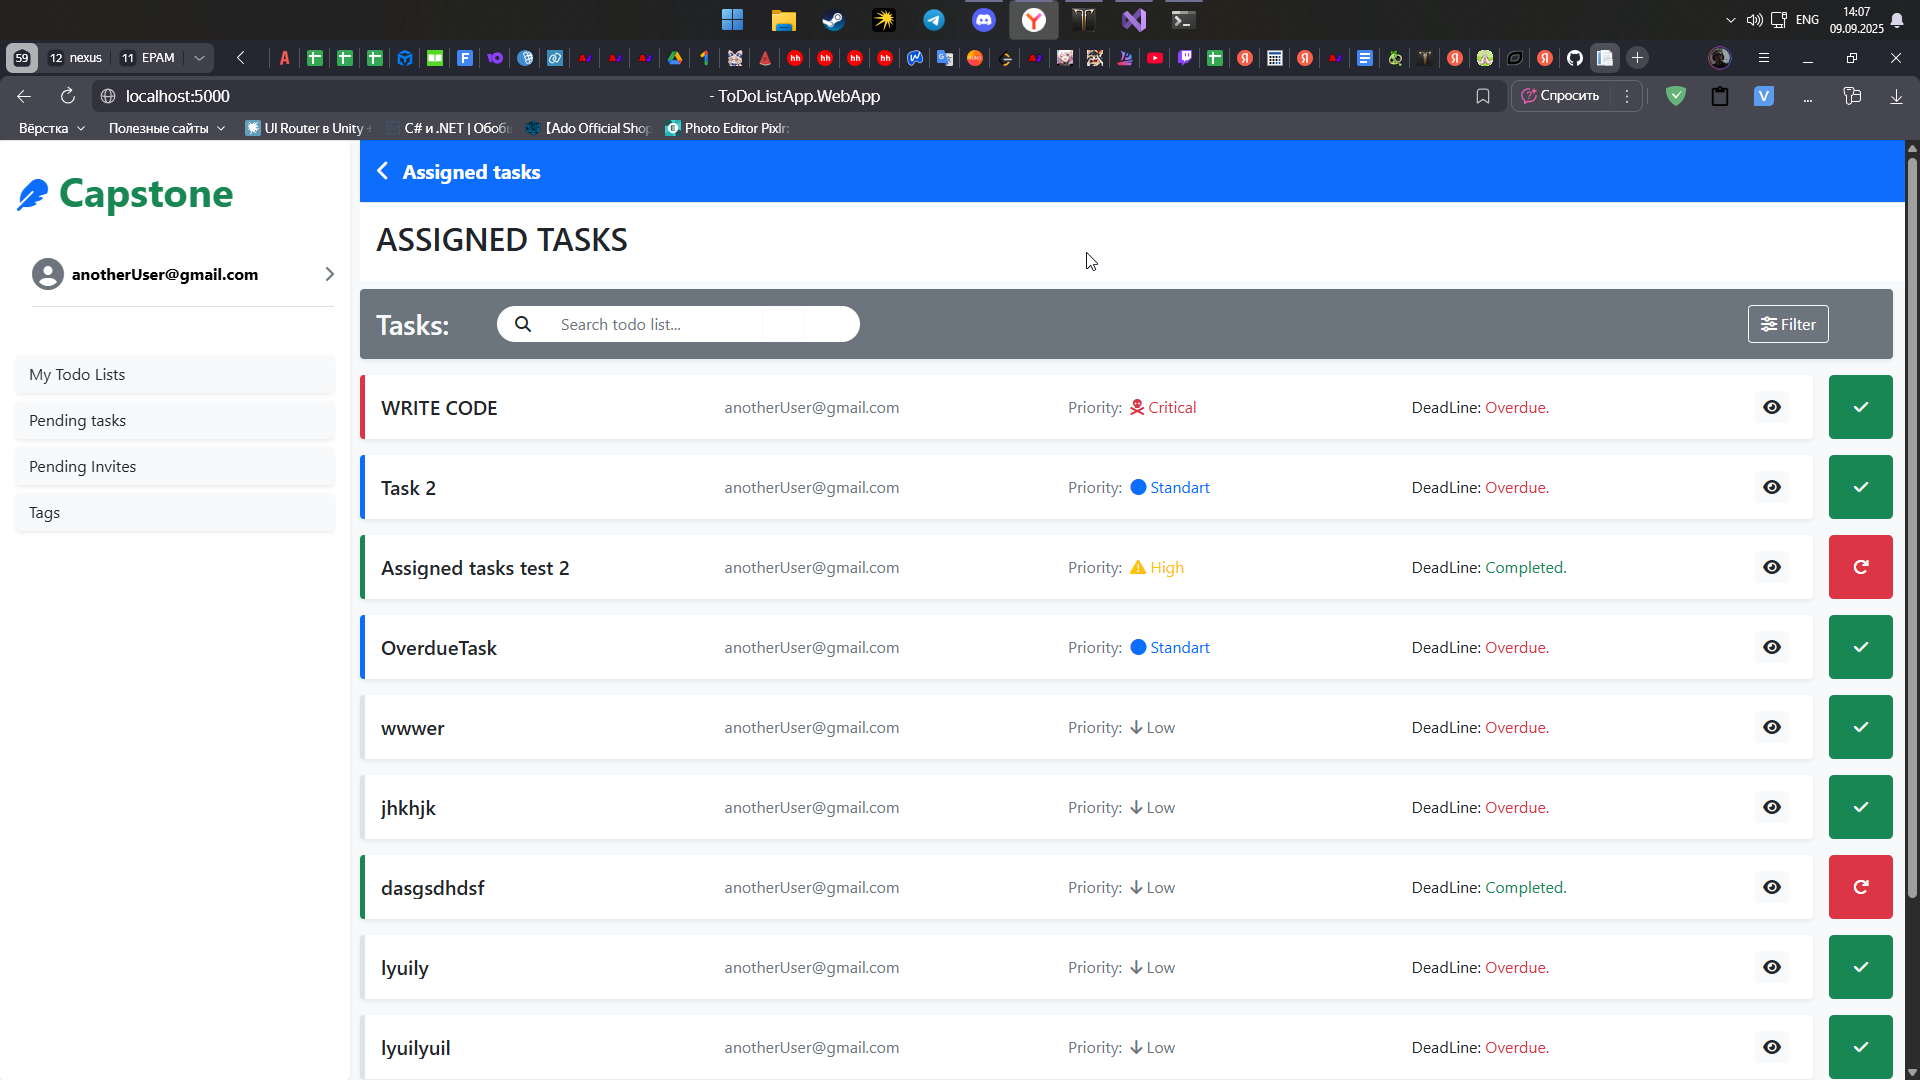 ENG
14:07
09.09.2025
59
12 nexus
11 EPAM
localhost:5000
- ToDoListApp.WebApp
Спросить
Вёрстка
Полезные сайты
UI Router в Unity
C# и .NET | Обоб
【Ado Official Shop
Photo Editor Pixlr:
Capstone
anotherUser@gmail.com
My Todo Lists
Pending tasks
Pending Invites
Tags
Assigned tasks
ASSIGNED TASKS
Tasks:
Search todo list...
Filter
WRITE CODE anotherUser@gmail.com Priority: Critical DeadLine: Overdue.
Task 2 anotherUser@gmail.com Priority: Standart DeadLine: Overdue.
Assigned tasks test 2 anotherUser@gmail.com Priority: High DeadLine: Completed.
OverdueTask anotherUser@gmail.com Priority: Standart DeadLine: Overdue.
wwwer anotherUser@gmail.com Priority: Low DeadLine: Overdue.
jhkhjk anotherUser@gmail.com Priority: Low DeadLine: Overdue.
dasgsdhdsf anotherUser@gmail.com Priority: Low DeadLine: Completed.
lyuily anotherUser@gmail.com Priority: Low DeadLine: Overdue.
lyuilyuil anotherUser@gmail.com Priority: Low DeadLine: Overdue.